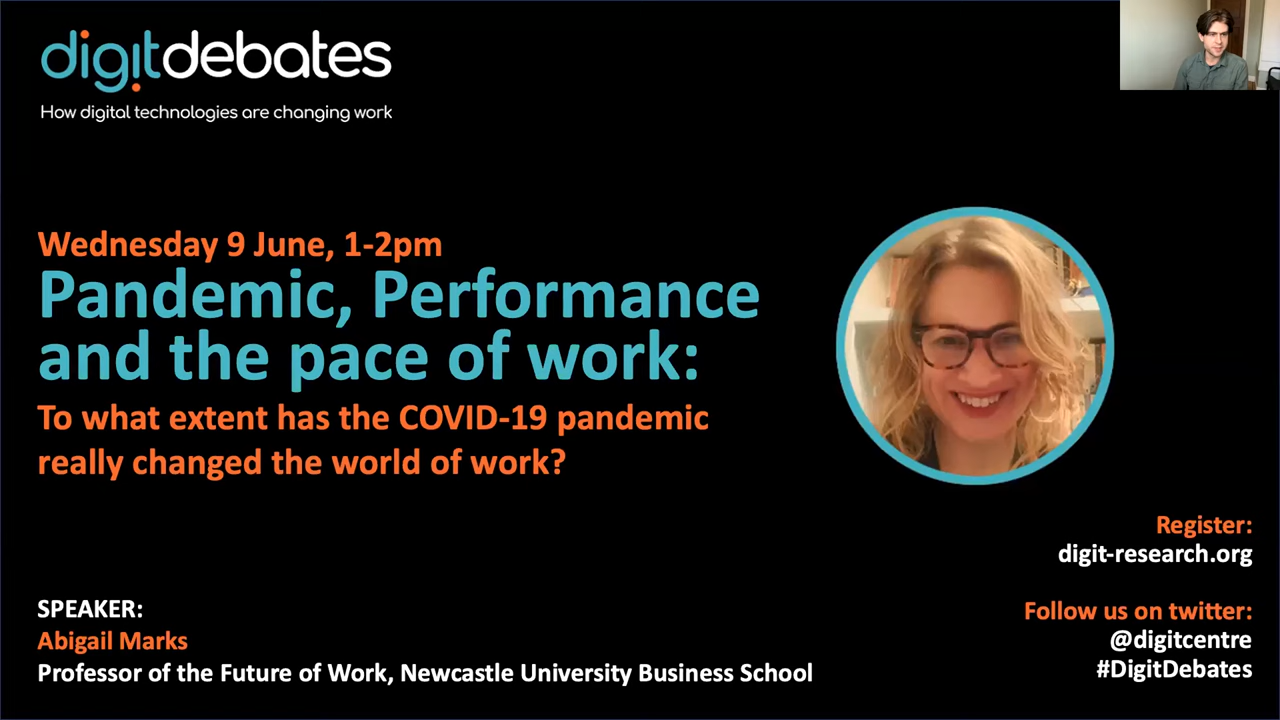 digitdebates
How digital technologies are changing work
Wednesday 9 June, 1-2pm
Pandemic, Performance
and the pace of work:
To what extent has the COVID-19 pandemic
really changed the world of work?
SPEAKER:
Abigail Marks
Professor of the Future of Work, Newcastle University Business School
Register:
digit-research.org
Follow us on twitter:
@digitcentre
#DigitDebates